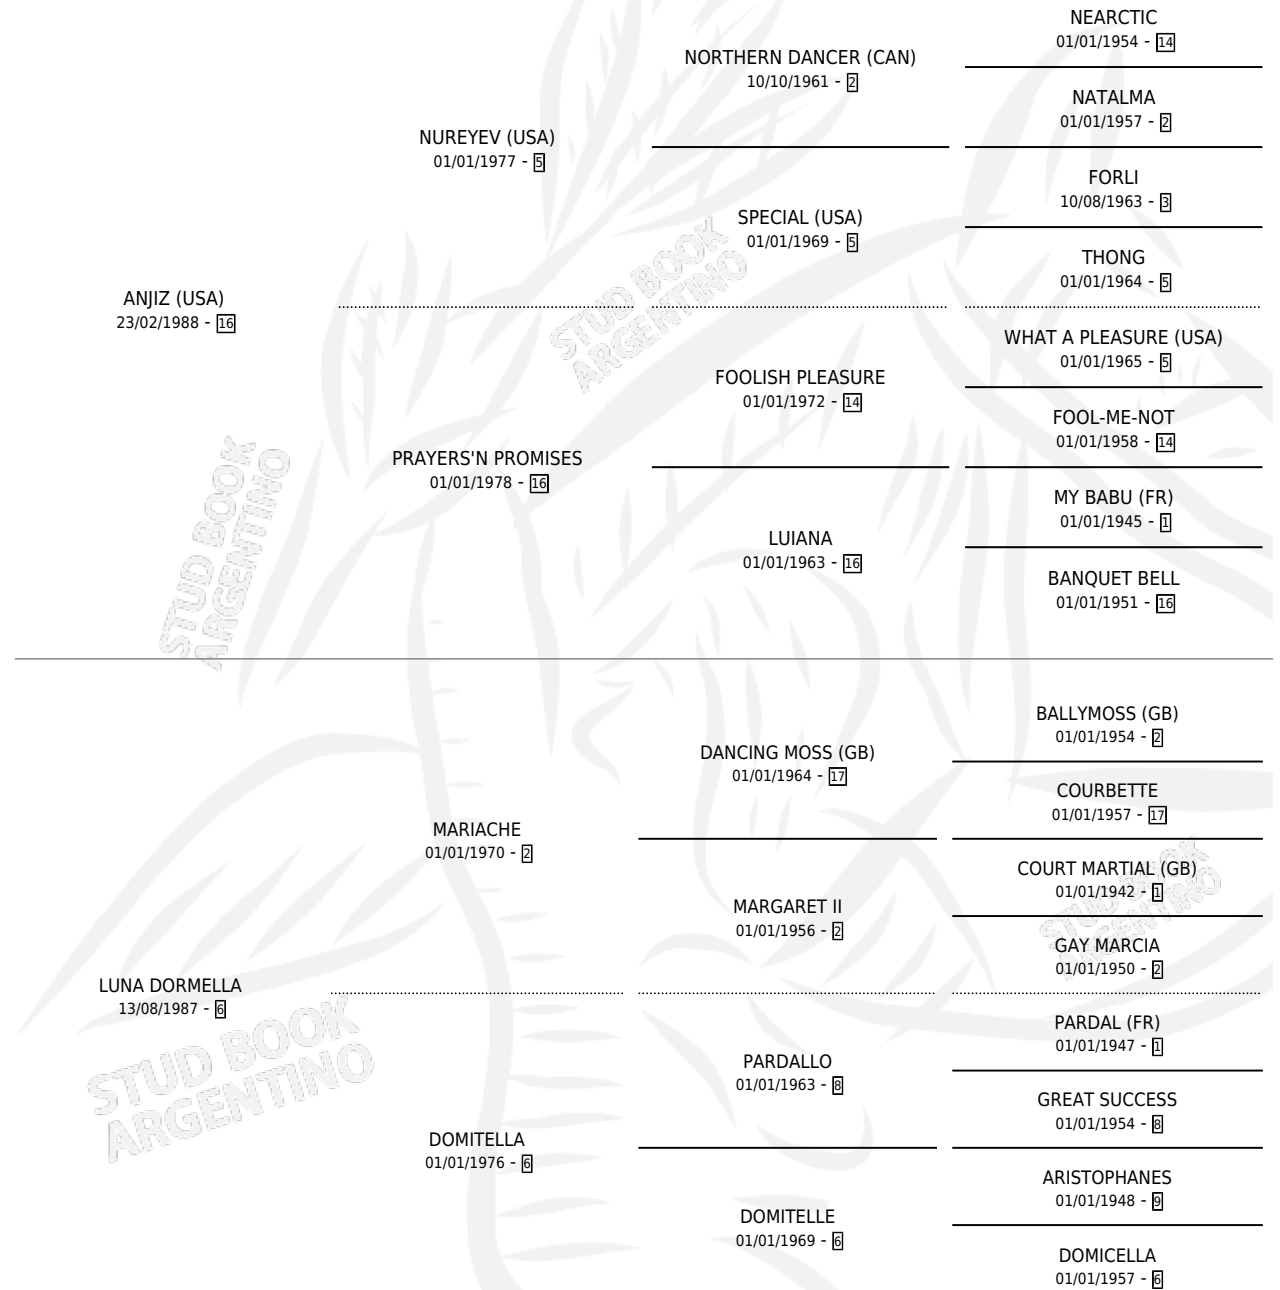 NEARCTIC
01/01/1954 - 14
NORTHERN DANCER (CAN)
10/10/1961 - 2
NATALMA
01/01/1957 - 2
NUREYEV (USA)
01/01/1977 - 5
FORLI
10/08/1963 - 3
SPECIAL (USA)
01/01/1969 - 5
THONG
01/01/1964 - 5
ANJIZ (USA)
23/02/1988 - 16
WHAT A PLEASURE (USA)
01/01/1965 - 5
FOOLISH PLEASURE
01/01/1972 - 14
FOOL-ME-NOT
01/01/1958 - 14
PRAYERS'N PROMISES
01/01/1978 - 16
MY BABU (FR)
01/01/1945 - 1
LUIANA
01/01/1963 - 16
BANQUET BELL
01/01/1951 - 16
BALLYMOSS (GB)
01/01/1954 - 2
DANCING MOSS (GB)
01/01/1964 - 17
COURBETTE
01/01/1957 - 17
MARIACHE
01/01/1970 - 2
COURT MARTIAL (GB)
01/01/1942 - 1
MARGARET II
01/01/1956 - 2
GAY MARCIA
01/01/1950 - 2
LUNA DORMELLA
13/08/1987 - 6
PARDAL (FR)
01/01/1947 - 1
PARDALLO
01/01/1963 - 8
GREAT SUCCESS
01/01/1954 - 8
DOMITELLA
01/01/1976 - 6
ARISTOPHANES
01/01/1948 - 9
DOMITELLE
01/01/1969 - 6
DOMICELLA
01/01/1957 - 6
STUD BOOK
ARGENTINO
STUD BOOK
ARGENTINO
STUD BOOK
ARGENTINO
STUD BOOK
ARGENTINO